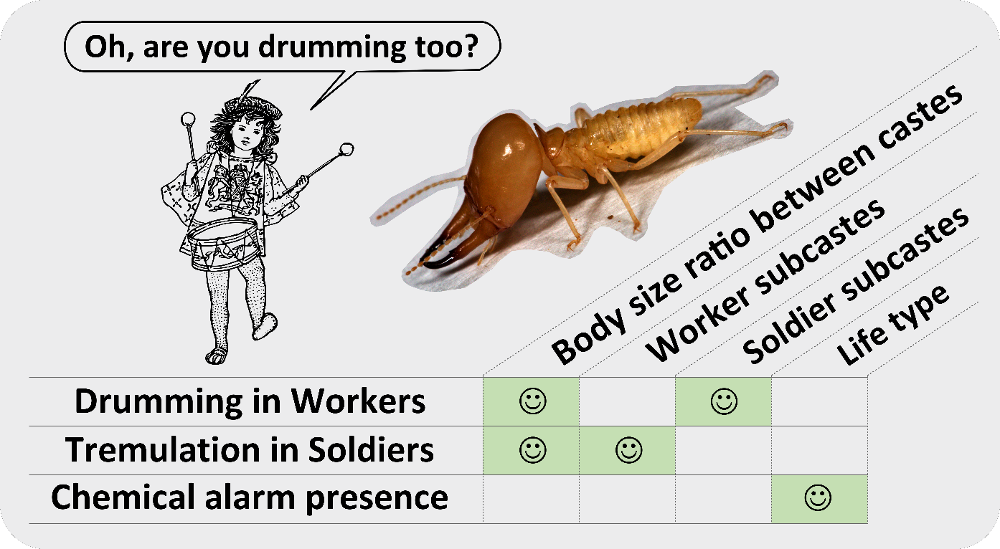 Oh, are you drumming too?
Body size ratio between castes
Worker subcastes
Soldier subcastes
Life type
Drumming in Workers
Tremulation in Soldiers
Chemical alarm presence